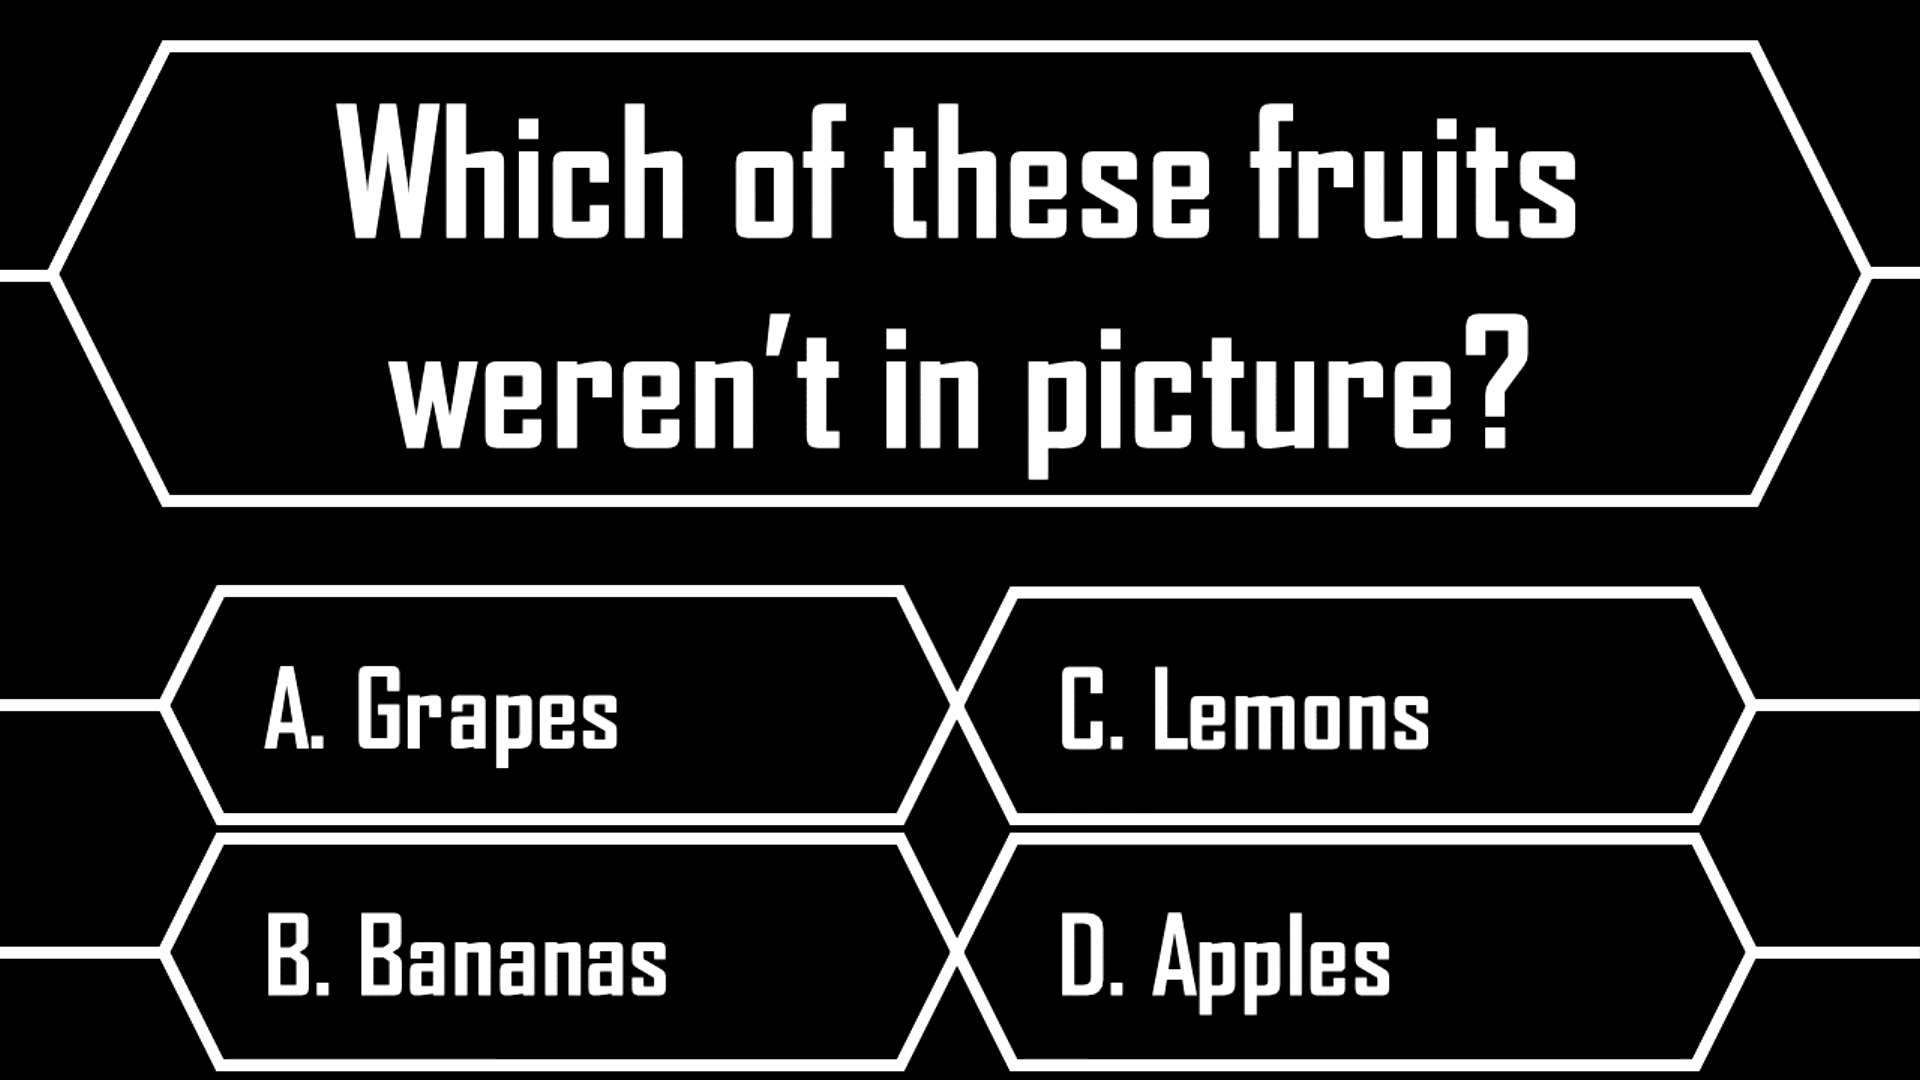 Which of these fruits
weren't in picture?
A. Grapes
C. Lemons
B. Bananas
D. Apples